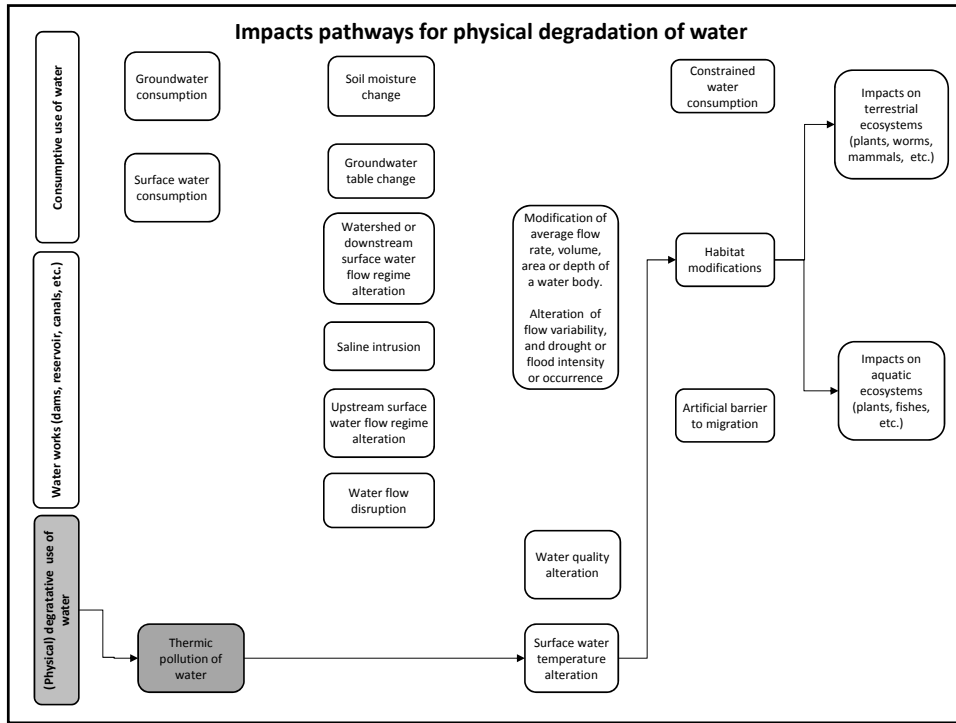 Impacts pathways for physical degradation of water
Consumptive use of water
Water works (dams, reservoir, canals, etc.)
(Physical) degratative use of
water
Groundwater
consumption
Surface water
consumption
Thermic
pollution of
water
Soil moisture
change
Groundwater
table change
Watershed or
downstream
surface water
flow regime
alteration
Saline intrusion
Upstream surface
water flow regime
alteration
Water flow
disruption
Modification of
average flow
rate, volume,
area or depth of
a water body.
Alteration of
flow variability,
and drought or
flood intensity
or occurrence
Water quality
alteration
Surface water
temperature
alteration
Constrained
water
consumption
Habitat
modifications
Artificial barrier
to migration
Impacts on
terrestrial
ecosystems
(plants, worms,
mammals, etc.)
Impacts on
aquatic
ecosystems
(plants, fishes,
etc.)